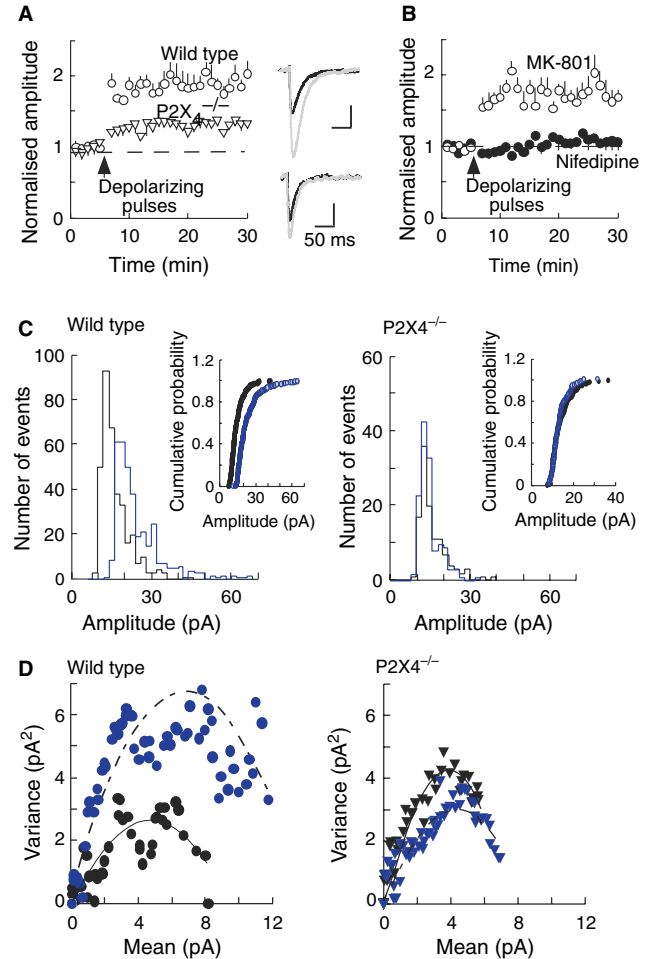 A
Normalised amplitude
2
1
0
Wild type
P2X4−/−
Depolarizing
pulses
0 10 20 30
Time (min)
50 ms
B
Normalised amplitude
2
1
0
MK-801
Nifedipine
Depolarizing
pulses
0 10 20 30
Time (min)
C
Wild type
Number of events
100
80
60
40
20
0
0 30 60
Amplitude (pA)
Cumulative probability
1.2
0.8
0.4
0
0 30 60
Amplitude (pA)
P2X4−/−
Number of events
60
40
20
0
0 30 60
Amplitude (pA)
Cumulative probability
1.2
0.8
0.4
0
0 20 40
Amplitude (pA)
D
Wild type
Variance (pA2)
6
4
2
0
0 4 8 12
Mean (pA)
P2X4−/−
Variance (pA2)
6
4
2
0
0 4 8 12
Mean (pA)